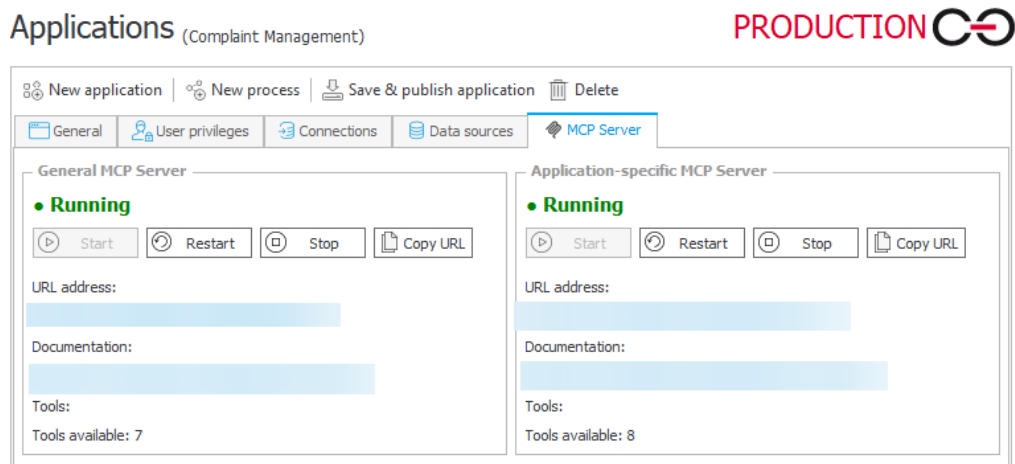 Applications (Complaint Management)
PRODUCTION
New application New process Save & publish application Delete
General User privileges Connections Data sources MCP Server
General MCP Server
• Running
Start Restart Stop Copy URL
URL address:
Documentation:
Tools:
Tools available: 7
Application-specific MCP Server
• Running
Start Restart Stop Copy URL
URL address:
Documentation:
Tools:
Tools available: 8